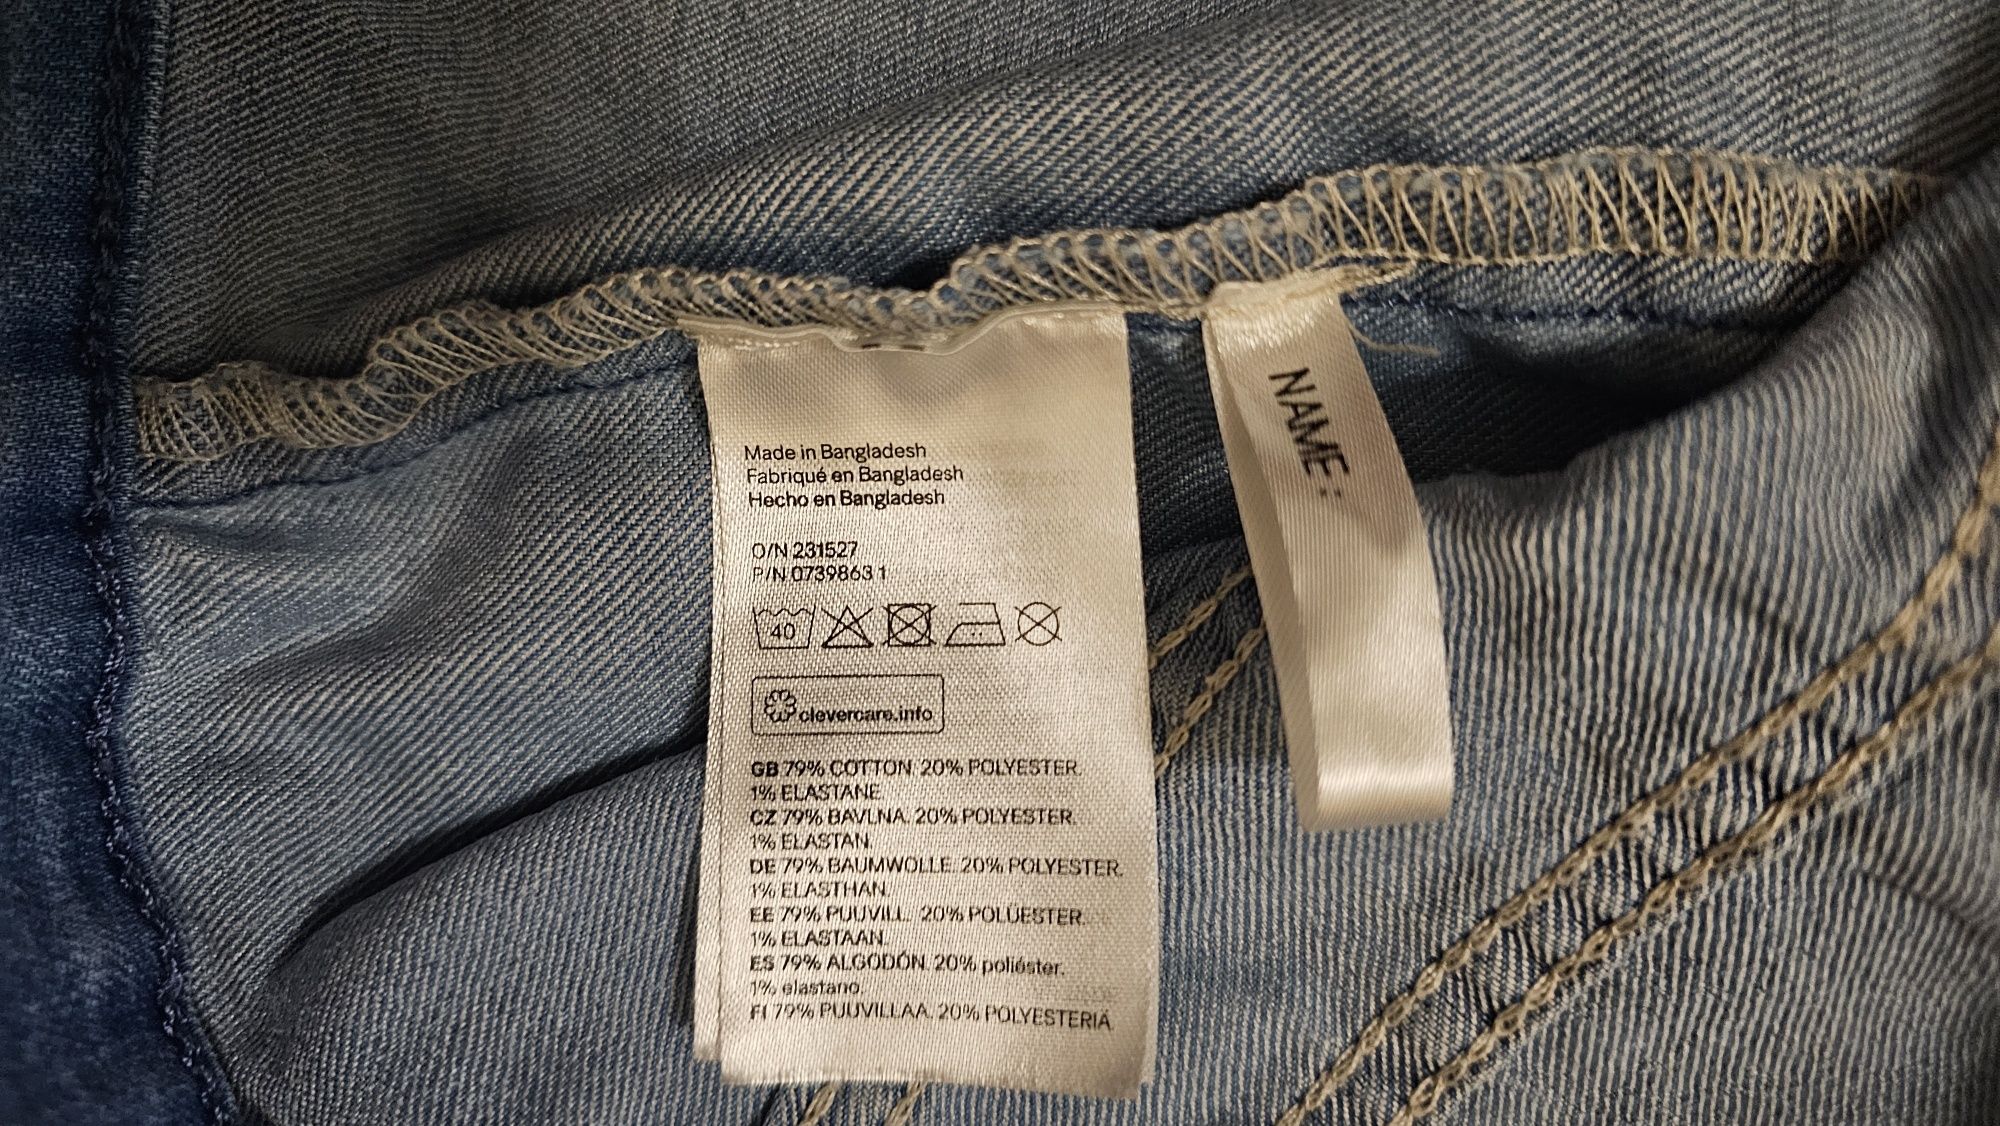 Made in Bangladesh
Fabriqué en Bangladesh
Hecho en Bangladesh
O/N 231527
P/N 0739863 1
40
clevercare.info
GB 79% COTTON. 20% POLYESTER.
1% ELASTANE
CZ 79% BAVLNA. 20% POLYESTER.
1% ELASTAN.
DE 79% BAUMWOLLE. 20% POLYESTER.
1% ELASTHAN.
EE 79% PUUVILL. 20% POLÜESTER.
1% ELASTAAN.
ES 79% ALGODÓN. 20% poliéster.
1% elastano.
FI 79% PUUVILLAA. 20% POLYESTERIÄ
NAME: